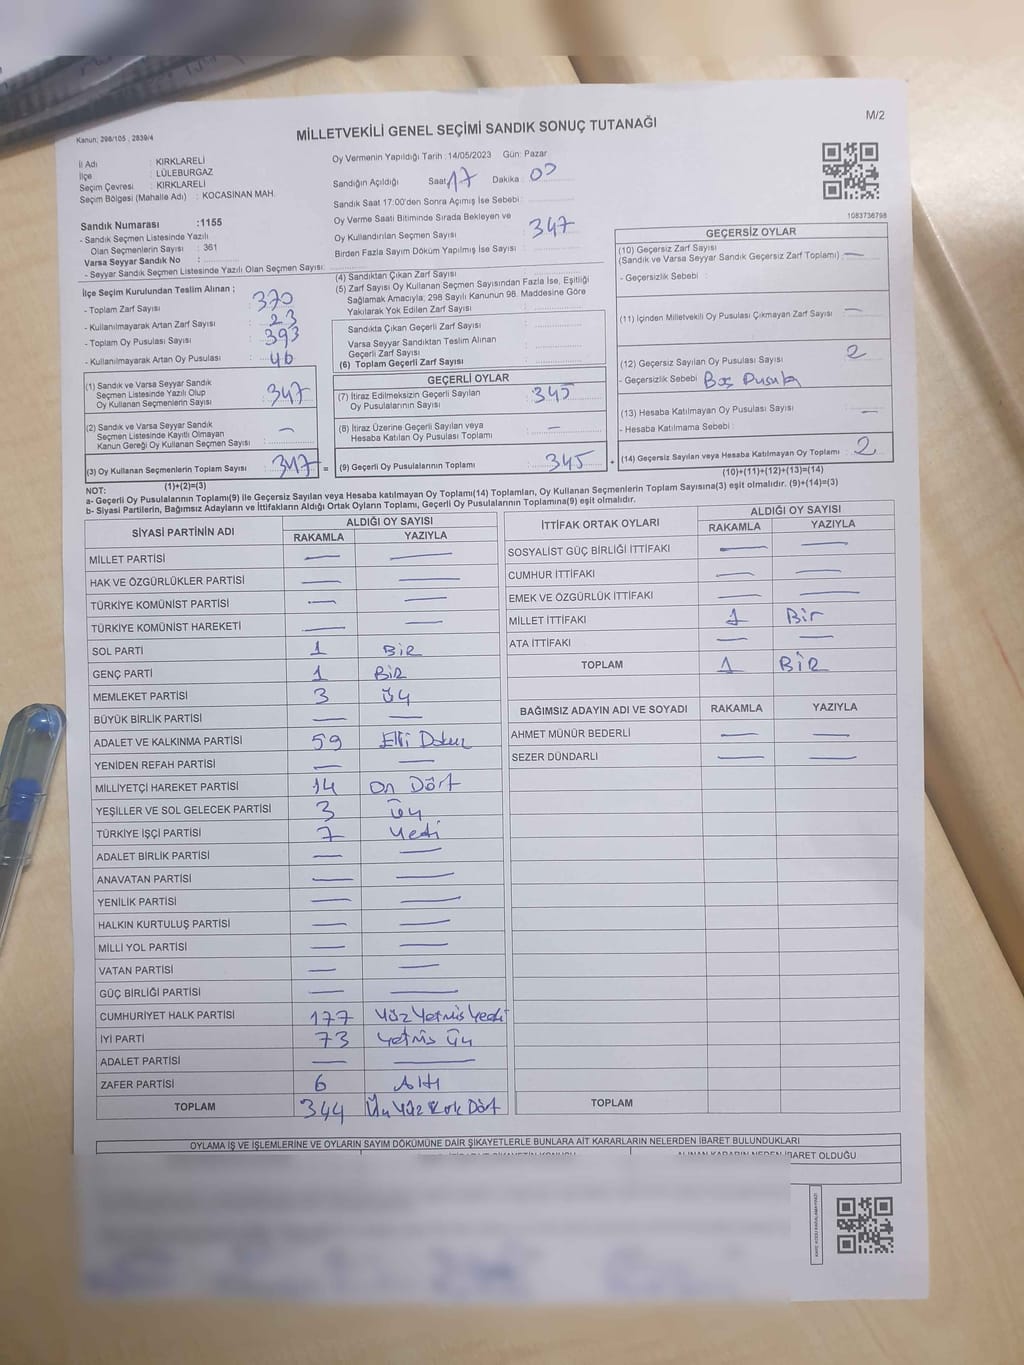 M/2
Kanun; 298/105 , 2839/4
MİLLETVEKİLİ GENEL SEÇİMİ SANDIK SONUÇ TUTANAĞI
İl Adı : KIRKLARELİ
İlçe : LÜLEBURGAZ
Seçim Çevresi : KIRKLARELİ
Seçim Bölgesi (Mahalle Adı) : KOCASİNAN MAH.
Sandık Numarası :1155
- Sandık Seçmen Listesinde Yazılı
Olan Seçmenlerin Sayısı : 361
Varsa Seyyar Sandık No :
- Seyyar Sandık Seçmen Listesinde Yazılı Olan Seçmen Sayısı:
Oy Vermenin Yapıldığı Tarih :14/05/2023 Gün: Pazar
Sandığın Açıldığı Saat 17 Dakika : 00
Sandık Saat 17:00'den Sonra Açımış İse Sebebi :
Oy Verme Saati Bitiminde Sırada Bekleyen ve
Oy Kullandırılan Seçmen Sayısı : 347
Birden Fazla Sayım Döküm Yapılmış İse Sayısı :
1083736798
İlçe Seçim Kurulundan Teslim Alınan ;
- Toplam Zarf Sayısı : 370
- Kullanılmayarak Artan Zarf Sayısı : 23
- Toplam Oy Pusulası Sayısı : 393
- Kullanılmayarak Artan Oy Pusulası : 46
(1) Sandık ve Varsa Seyyar Sandık
Seçmen Listesinde Yazılı Olup
Oy Kullanan Seçmenlerin Sayısı : 347
(2) Sandık ve Varsa Seyyar Sandık
Seçmen Listesinde Kayıtlı Olmayan
Kanun Gereği Oy Kullanan Seçmen Sayısı : —
(3) Oy Kullanan Seçmenlerin Toplam Sayısı : 347 =
(1)+(2)=(3)
(4) Sandıktan Çıkan Zarf Sayısı :
(5) Zarf Sayısı Oy Kullanan Seçmen Sayısından Fazla İse, Eşitliği
Sağlamak Amacıyla; 298 Sayılı Kanunun 98. Maddesine Göre
Yakılarak Yok Edilen Zarf Sayısı :
Sandıkta Çıkan Geçerli Zarf Sayısı :
Varsa Seyyar Sandıktan Teslim Alınan
Geçerli Zarf Sayısı :
(6) Toplam Geçerli Zarf Sayısı :
GEÇERLİ OYLAR
(7) İtiraz Edilmeksizin Geçerli Sayılan
Oy Pusulalarının Sayısı : 345
(8) İtiraz Üzerine Geçerli Sayılan veya
Hesaba Katılan Oy Pusulası Toplamı : —
(9) Geçerli Oy Pusulalarının Toplamı : 345 +
GEÇERSİZ OYLAR
(10) Geçersiz Zarf Sayısı
(Sandık ve Varsa Seyyar Sandık Geçersiz Zarf Toplamı) : —
- Geçersizlik Sebebi :
(11) İçinden Milletvekili Oy Pusulası Çıkmayan Zarf Sayısı : —
(12) Geçersiz Sayılan Oy Pusulası Sayısı : 2
- Geçersizlik Sebebi : Boş Pusula
(13) Hesaba Katılmayan Oy Pusulası Sayısı : —
- Hesaba Katılmama Sebebi :
(14) Geçersiz Sayılan veya Hesaba Katılmayan Oy Toplamı : 2
(10)+(11)+(12)+(13)=(14)
NOT:
a- Geçerli Oy Pusulalarının Toplamı(9) ile Geçersiz Sayılan veya Hesaba katılmayan Oy Toplamı(14) Toplamları, Oy Kullanan Seçmenlerin Toplam Sayısına(3) eşit olmalıdır. (9)+(14)=(3)
b- Siyasi Partilerin, Bağımsız Adayların ve İttifakların Aldığı Ortak Oyların Toplamı, Geçerli Oy Pusulalarının Toplamına(9) eşit olmalıdır.
SİYASİ PARTİNİN ADI ALDIĞI OY SAYISI
RAKAMLA YAZIYLA
MİLLET PARTİSİ — —
HAK VE ÖZGÜRLÜKLER PARTİSİ — —
TÜRKİYE KOMÜNİST PARTİSİ — —
TÜRKİYE KOMÜNİST HAREKETİ — —
SOL PARTİ 1 BİR
GENÇ PARTİ 1 BİR
MEMLEKET PARTİSİ 3 üç
BÜYÜK BİRLİK PARTİSİ — —
ADALET VE KALKINMA PARTİSİ 59 Elli Dokuz
YENİDEN REFAH PARTİSİ — —
MİLLİYETÇİ HAREKET PARTİSİ 14 On Dört
YEŞİLLER VE SOL GELECEK PARTİSİ 3 üç
TÜRKİYE İŞÇİ PARTİSİ 7 Yedi
ADALET BİRLİK PARTİSİ — —
ANAVATAN PARTİSİ — —
YENİLİK PARTİSİ — —
HALKIN KURTULUŞ PARTİSİ — —
MİLLİ YOL PARTİSİ — —
VATAN PARTİSİ — —
GÜÇ BİRLİĞİ PARTİSİ — —
CUMHURİYET HALK PARTİSİ 177 Yüz Yetmiş Yedi
İYİ PARTİ 73 Yetmiş Üç
ADALET PARTİSİ — —
ZAFER PARTİSİ 6 Altı
TOPLAM 344 Üç Yüz Kırk Dört
İTTİFAK ORTAK OYLARI ALDIĞI OY SAYISI
RAKAMLA YAZIYLA
SOSYALİST GÜÇ BİRLİĞİ İTTİFAKI — —
CUMHUR İTTİFAKI — —
EMEK VE ÖZGÜRLÜK İTTİFAKI — —
MİLLET İTTİFAKI 1 Bir
ATA İTTİFAKI — —
TOPLAM 1 BİR
BAĞIMSIZ ADAYIN ADI VE SOYADI RAKAMLA YAZIYLA
AHMET MÜNÜR BEDERLİ — —
SEZER DÜNDARLI — —
TOPLAM
OYLAMA İŞ VE İŞLEMLERİNE VE OYLARIN SAYIM DÖKÜMÜNE DAİR ŞİKAYETLERLE BUNLARA AİT KARARLARIN NELERDEN İBARET BULUNDUKLARI
ALINAN KARARIN NEDEN İBARET OLDUĞU